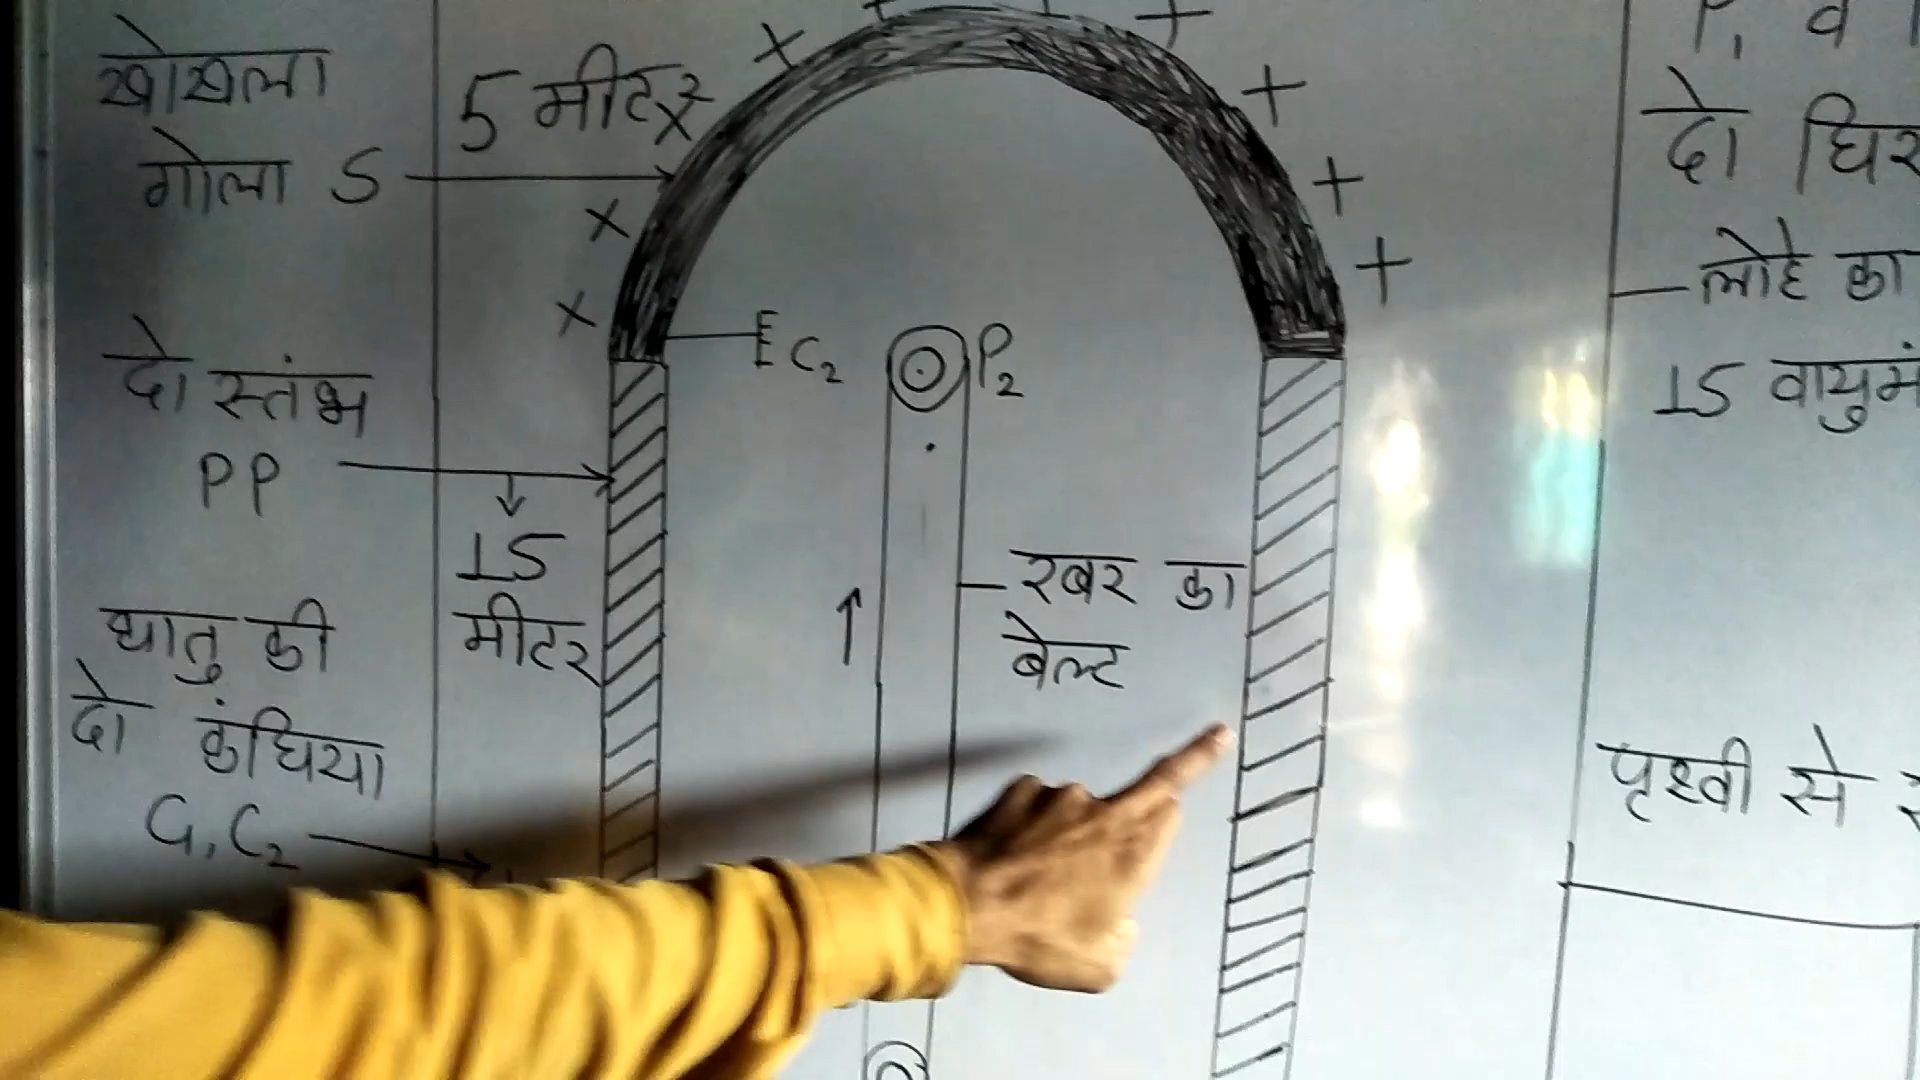 खोखला
गोला S
5 मीटर
दो स्तंभ
PP
15
मीटर
धातु की
दो कंघिया
C₁,C₂
C₂
P₂
रबर का
बेल्ट
P₁ व
दो घिर
लोहे का
15 वायुमं
पृथ्वी से